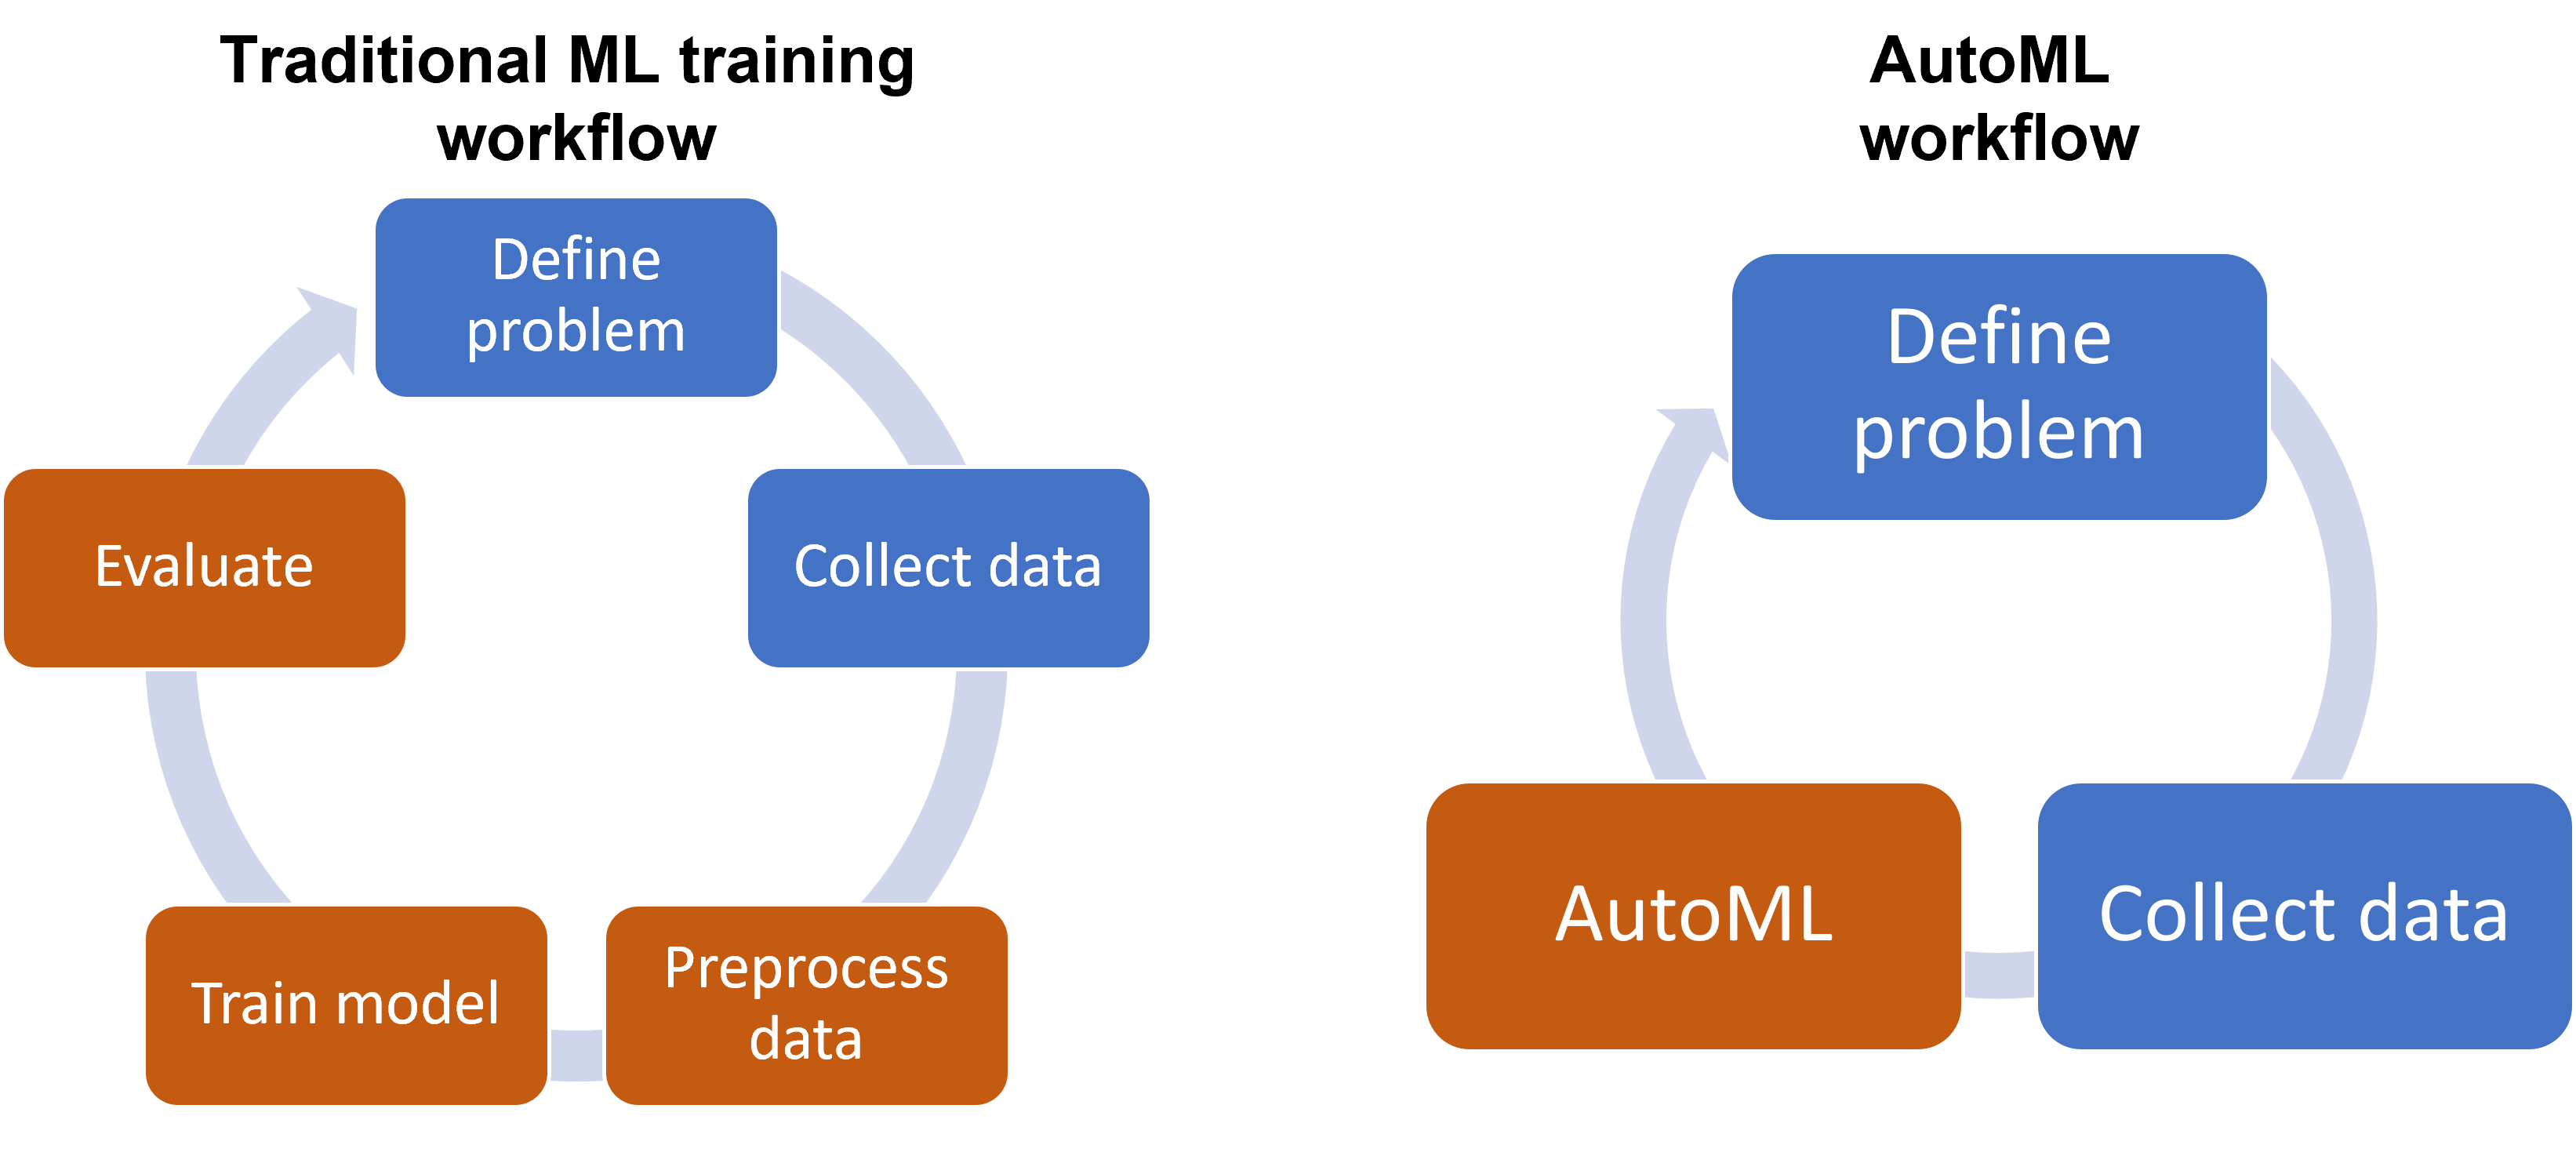 Traditional ML training
workflow
Define
problem
Collect data
Preprocess
data
Train model
Evaluate
AutoML
workflow
Define
problem
Collect data
AutoML